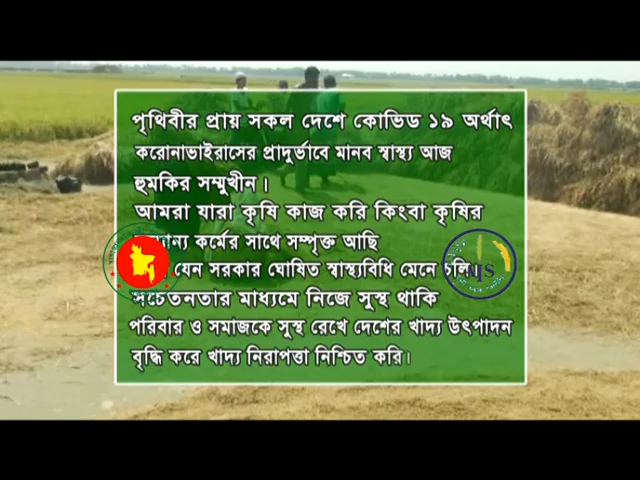 পৃথিবীর প্রায় সকল দেশে কোভিড ১৯ অর্থাৎ
করোনাভাইরাসের প্রাদুর্ভাবে মানব স্বাস্থ্য আজ
হুমকির সম্মুখীন।
আমরা যারা কৃষি কাজ করি কিংবা কৃষির
কর্মের সাথে সম্পৃক্ত আছি
যেন সরকার ঘোষিত স্বাস্থ্যবিধি মেনে চলি
সচেতনতার মাধ্যমে নিজে সুস্থ থাকি
পরিবার ও সমাজকে সুস্থ রেখে দেশের খাদ্য উৎপাদন
বৃদ্ধি করে খাদ্য নিরাপত্তা নিশ্চিত করি।